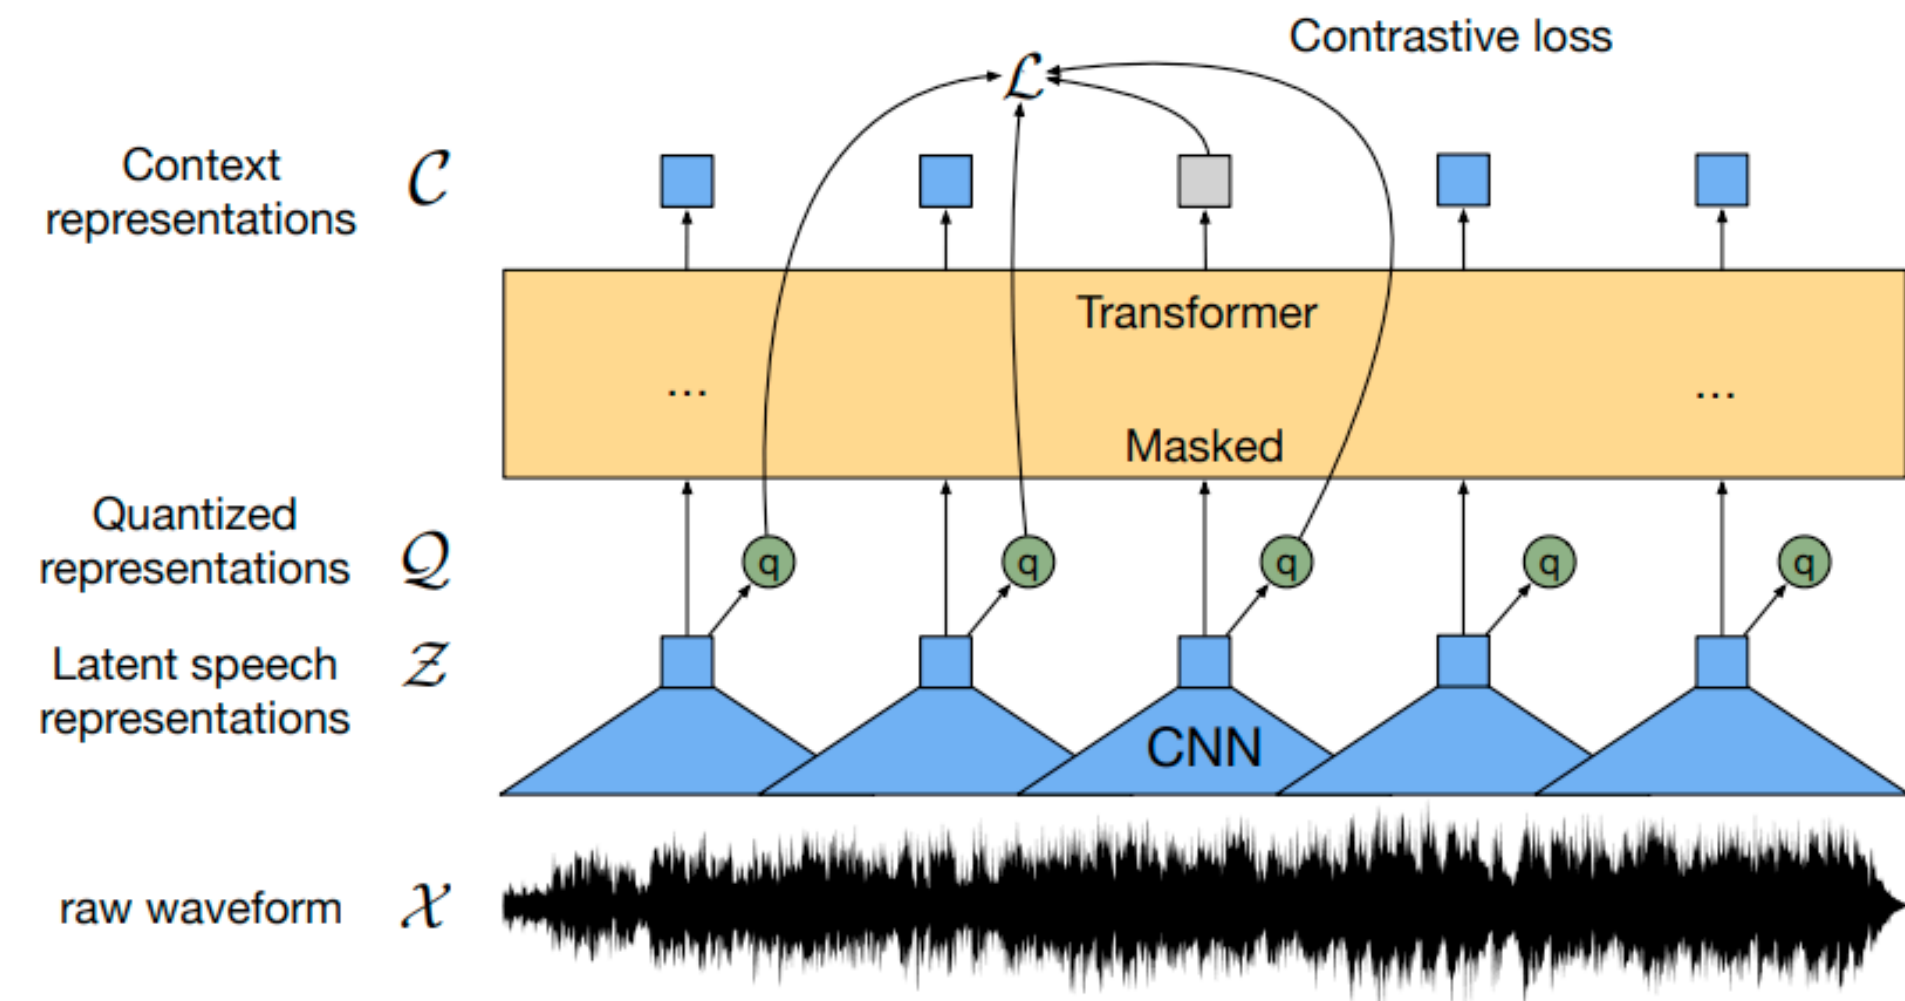 Contrastive loss
ℒ
Context
representations
𝒞
Transformer
... ...
Masked
Quantized
representations
𝒬
q q q q q
Latent speech
representations
𝒵
CNN
raw waveform
𝒳